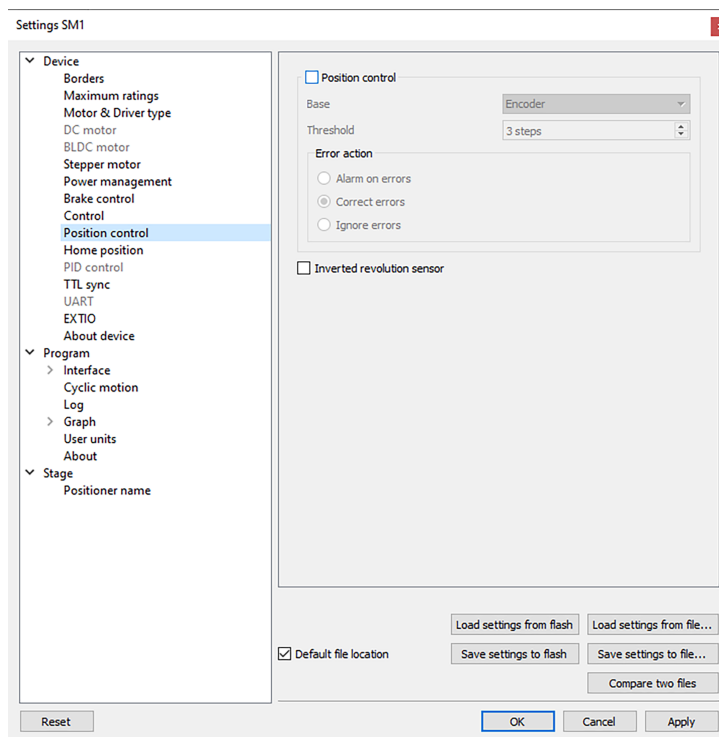 Settings SM1
Device
Borders
Maximum ratings
Motor & Driver type
DC motor
BLDC motor
Stepper motor
Power management
Brake control
Control
Position control
Home position
PID control
TTL sync
UART
EXTIO
About device
Program
Interface
Cyclic motion
Log
Graph
User units
About
Stage
Positioner name
Position control
Base Encoder
Threshold 3 steps
Error action
Alarm on errors
Correct errors
Ignore errors
Inverted revolution sensor
Load settings from flash Load settings from file...
Default file location Save settings to flash Save settings to file...
Compare two files
Reset OK Cancel Apply